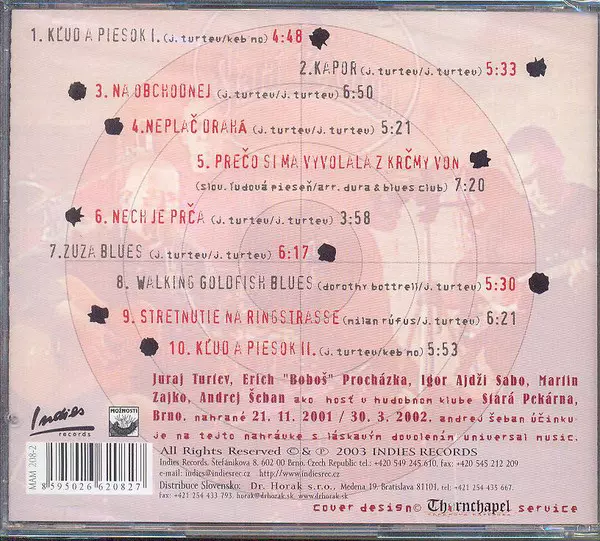 1. KĽUD A PIESOK I. (j. turtev/keb mo) 4:48
2. KAPOR (j. turtev/j. turtev) 5:33
3. NA OBCHODNEJ (j. turtev/j. turtev) 6:50
4. NEPLAČ DRAHÁ (j. turtev/j. turtev) 5:21
5. PREČO SI MA VYVOLALA Z KRČMY VON
(slov. ľudová pieseň/arr. dura & blues club) 7:20
6. NECH JE PRČA (j. turtev/j. turtev) 3:58
7. ZUZA BLUES (j. turtev/j. turtev) 6:17
8. WALKING GOLDFISH BLUES (dorothy bottrell/j. turtev) 5:30
9. STRETNUTIE NA RINGSTRASSE (milan rúfus/j. turtev) 6:21
10. KĽUD A PIESOK II. (j. turtev/keb mo) 5:53
Juraj Turtev, Erich "Boboš" Procházka, Igor Ajdži Sabo, Martin
Zajko, Andrej Šeban ako hosť v hudobnom klube Stará Pekárna,
Brno. nahrané 21. 11. 2001 / 30. 3. 2002. andrej šeban účinku-
je na tejto nahrávke s láskavým dovolením universal music.
Indies
records
MOŽNOSTI
All Rights Reserved © & ℗ 2003 INDIES RECORDS
Indies Records, Štefánikova 8, 602 00 Brno, Czech Republic tel.: +420 549 245 610, fax: +420 545 212 209
e-mail: indies@indiesrec.cz http://www.indiesrec.cz
Distribuce Slovensko: Dr. Horak s.r.o., Medena 19, Bratislava 81101, tel: +421 254 435 667,
fax: +421 254 433 793, horak@drhorak.sk, www.drhorak.sk
MAM 208-2
8 595026 620827
cover design© Thornchapel service